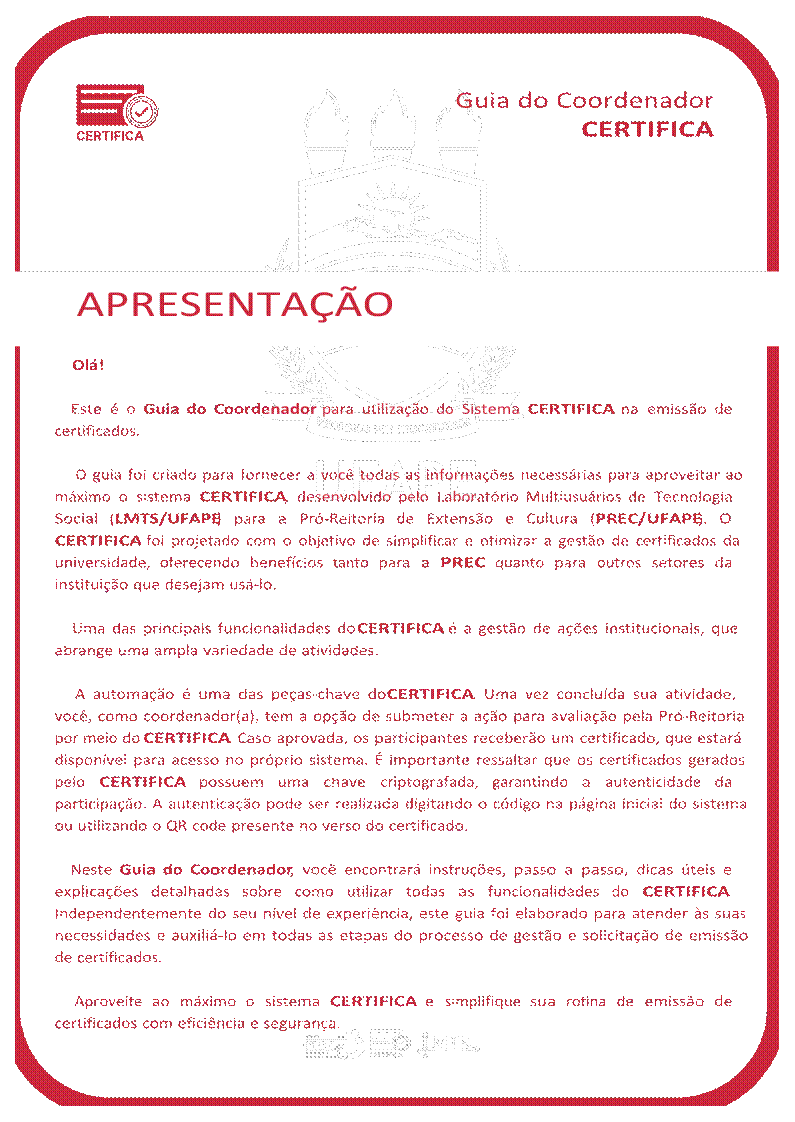 CERTIFICA
Guia do Coordenador
CERTIFICA
APRESENTAÇÃO
Olá!
Este é o Guia do Coordenador para utilização do Sistema CERTIFICA na emissão de
certificados.
O guia foi criado para fornecer a você todas as informações necessárias para aproveitar ao
máximo o sistema CERTIFICA, desenvolvido pelo Laboratório Multiusuários de Tecnologia
Social (LMTS/UFAPE) para a Pró-Reitoria de Extensão e Cultura (PREC/UFAPE). O
CERTIFICA foi projetado com o objetivo de simplificar e otimizar a gestão de certificados da
universidade, oferecendo benefícios tanto para a PREC quanto para outros setores da
instituição que desejam usá-lo.
Uma das principais funcionalidades do CERTIFICA é a gestão de ações institucionais, que
abrange uma ampla variedade de atividades.
A automação é uma das peças-chave do CERTIFICA. Uma vez concluída sua atividade,
você, como coordenador(a), tem a opção de submeter a ação para avaliação pela Pró-Reitoria
por meio do CERTIFICA. Caso aprovada, os participantes receberão um certificado, que estará
disponível para acesso no próprio sistema. É importante ressaltar que os certificados gerados
pelo CERTIFICA possuem uma chave criptografada, garantindo a autenticidade da
participação. A autenticação pode ser realizada digitando o código na página inicial do sistema
ou utilizando o QR code presente no verso do certificado.
Neste Guia do Coordenador, você encontrará instruções, passo a passo, dicas úteis e
explicações detalhadas sobre como utilizar todas as funcionalidades do CERTIFICA.
Independentemente do seu nível de experiência, este guia foi elaborado para atender às suas
necessidades e auxiliá-lo em todas as etapas do processo de gestão e solicitação de emissão
de certificados.
Aproveite ao máximo o sistema CERTIFICA e simplifique sua rotina de emissão de
certificados com eficiência e segurança.